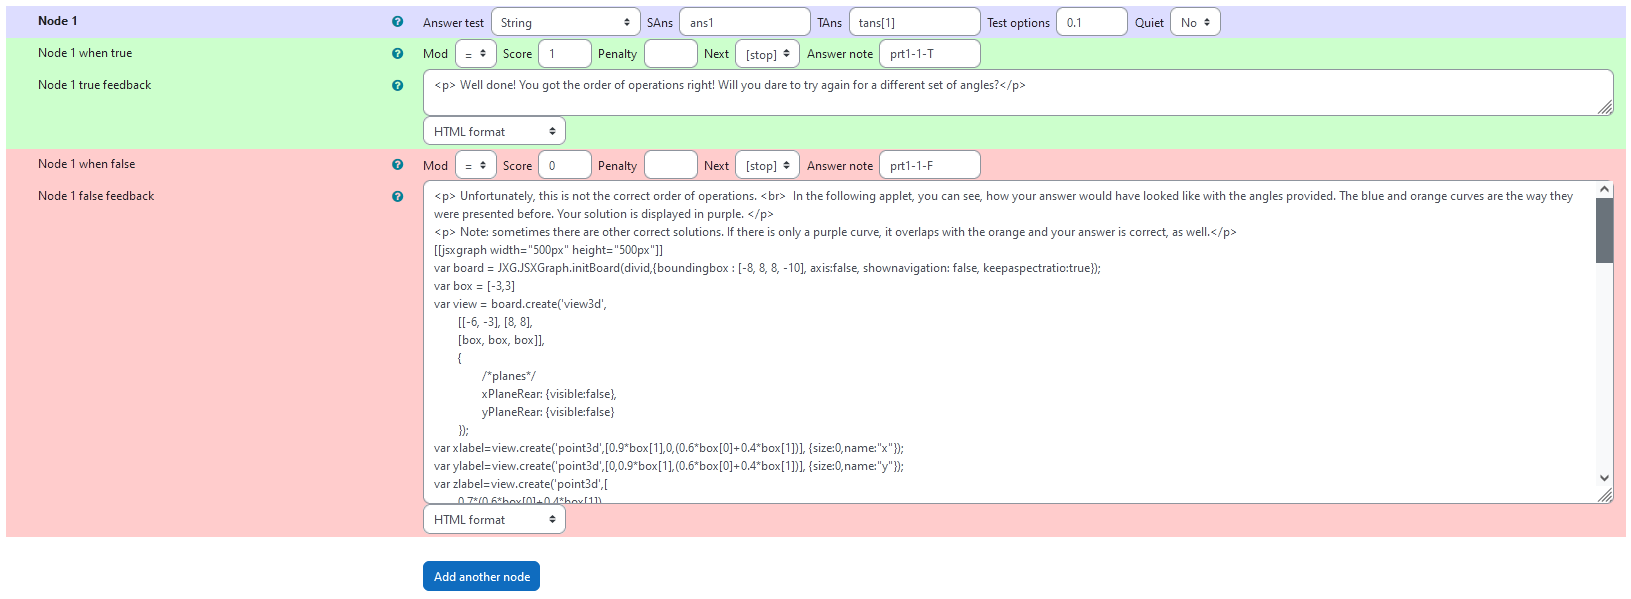 Node 1 ? Answer test String SAns ans1 TAns tans[1] Test options 0.1 Quiet No
Node 1 when true ? Mod = Score 1 Penalty Next [stop] Answer note prt1-1-T
Node 1 true feedback ? <p> Well done! You got the order of operations right! Will you dare to try again for a different set of angles?</p>
HTML format
Node 1 when false ? Mod = Score 0 Penalty Next [stop] Answer note prt1-1-F
Node 1 false feedback ? <p> Unfortunately, this is not the correct order of operations. <br>  In the following applet, you can see, how your answer would have looked like with the angles provided. The blue and orange curves are the way they
were presented before. Your solution is displayed in purple. </p>
<p> Note: sometimes there are other correct solutions. If there is only a purple curve, it overlaps with the orange and your answer is correct, as well.</p>
[[jsxgraph width="500px" height="500px"]]
var board = JXG.JSXGraph.initBoard(divid,{boundingbox : [-8, 8, 8, -10], axis:false, shownavigation: false, keepaspectratio:true});
var box = [-3,3]
var view = board.create('view3d',
[[-6, -3], [8, 8],
[box, box, box]],
{
/*planes*/
xPlaneRear: {visible:false},
yPlaneRear: {visible:false}
});
var xlabel=view.create('point3d',[0.9*box[1],0,(0.6*box[0]+0.4*box[1])], {size:0,name:"x"});
var ylabel=view.create('point3d',[0,0.9*box[1],(0.6*box[0]+0.4*box[1])], {size:0,name:"y"});
var zlabel=view.create('point3d',[
0.7*(0.6*box[0]+0.4*box[1])
HTML format
Add another node